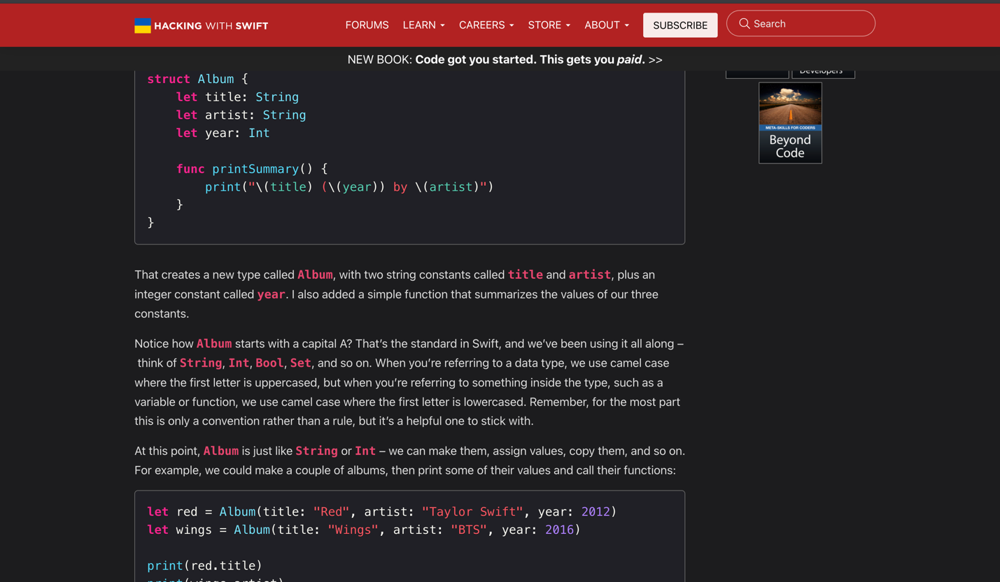 HACKING WITH SWIFT
FORUMS LEARN CAREERS STORE ABOUT SUBSCRIBE Search
NEW BOOK: Code got you started. This gets you paid. >>
struct Album {
    let title: String
    let artist: String
    let year: Int
    func printSummary() {
        print("\(title) (\(year)) by \(artist)")
    }
}
Developers
META-SKILLS FOR CODERS
Beyond
Code
That creates a new type called Album, with two string constants called title and artist, plus an
integer constant called year. I also added a simple function that summarizes the values of our three
constants.
Notice how Album starts with a capital A? That’s the standard in Swift, and we’ve been using it all along –
think of String, Int, Bool, Set, and so on. When you’re referring to a data type, we use camel case
where the first letter is uppercased, but when you’re referring to something inside the type, such as a
variable or function, we use camel case where the first letter is lowercased. Remember, for the most part
this is only a convention rather than a rule, but it’s a helpful one to stick with.
At this point, Album is just like String or Int – we can make them, assign values, copy them, and so on.
For example, we could make a couple of albums, then print some of their values and call their functions:
let red = Album(title: "Red", artist: "Taylor Swift", year: 2012)
let wings = Album(title: "Wings", artist: "BTS", year: 2016)
print(red.title)
print(wings.artist)